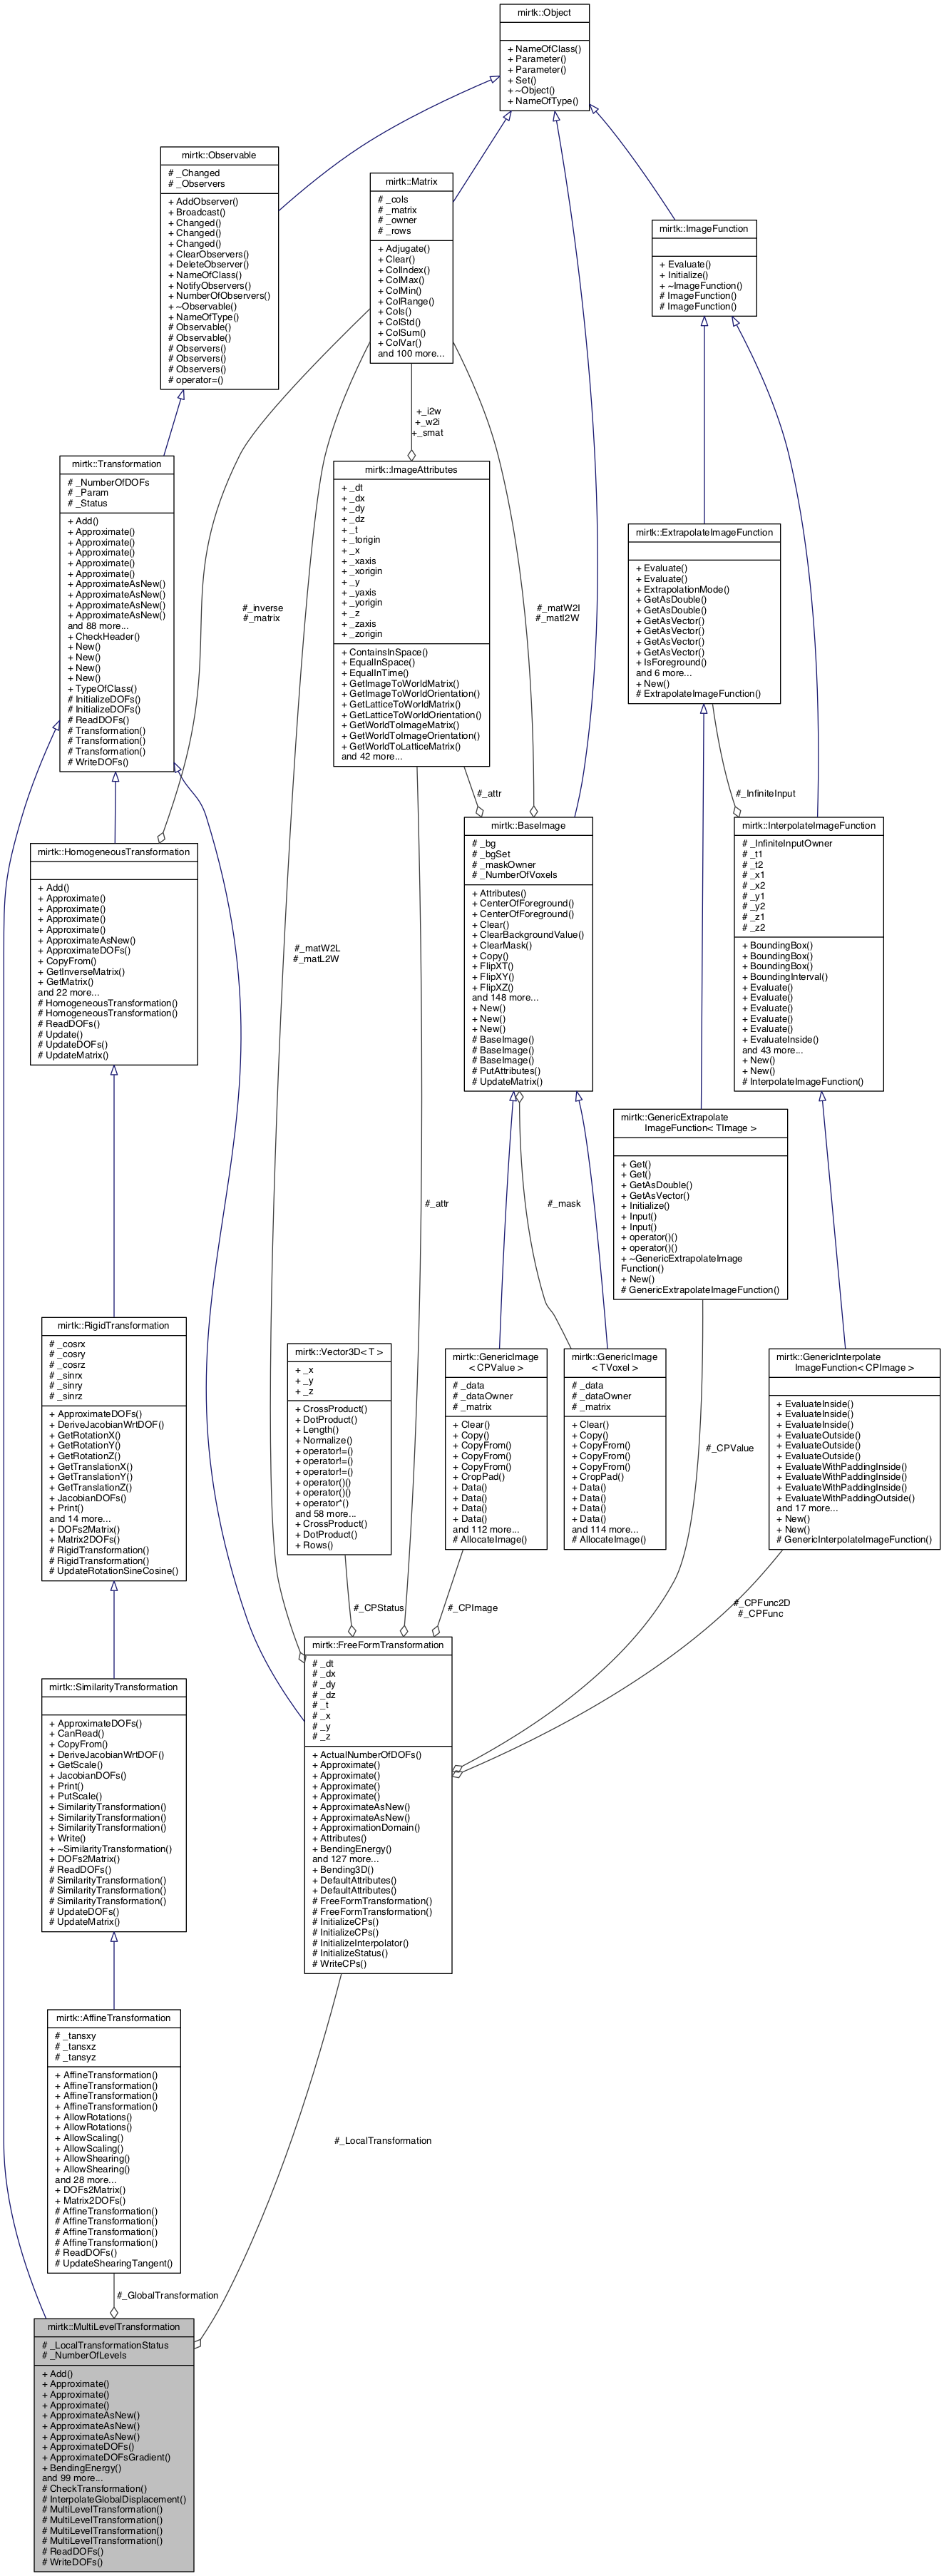 mirtk::Object
+ NameOfClass()
+ Parameter()
+ Parameter()
+ Set()
+ ~Object()
+ NameOfType()
mirtk::Observable
# _Changed
# _Observers
+ AddObserver()
+ Broadcast()
+ Changed()
+ Changed()
+ Changed()
+ ClearObservers()
+ DeleteObserver()
+ NameOfClass()
+ NotifyObservers()
+ NumberOfObservers()
+ ~Observable()
+ NameOfType()
# Observable()
# Observable()
# Observers()
# Observers()
# Observers()
# operator=()
mirtk::Matrix
# _cols
# _matrix
# _owner
# _rows
+ Adjugate()
+ Clear()
+ ColIndex()
+ ColMax()
+ ColMin()
+ ColRange()
+ Cols()
+ ColStd()
+ ColSum()
+ ColVar()
and 100 more...
mirtk::ImageFunction
+ Evaluate()
+ Initialize()
+ ~ImageFunction()
# ImageFunction()
# ImageFunction()
+_i2w
+_w2i
+_smat
mirtk::Transformation
# _NumberOfDOFs
# _Param
# _Status
+ Add()
+ Approximate()
+ Approximate()
+ Approximate()
+ Approximate()
+ Approximate()
+ ApproximateAsNew()
+ ApproximateAsNew()
+ ApproximateAsNew()
+ ApproximateAsNew()
and 88 more...
+ CheckHeader()
+ New()
+ New()
+ New()
+ New()
+ TypeOfClass()
# InitializeDOFs()
# InitializeDOFs()
# ReadDOFs()
# Transformation()
# Transformation()
# Transformation()
# WriteDOFs()
#_inverse
#_matrix
mirtk::ImageAttributes
+ _dt
+ _dx
+ _dy
+ _dz
+ _t
+ _torigin
+ _x
+ _xaxis
+ _xorigin
+ _y
+ _yaxis
+ _yorigin
+ _z
+ _zaxis
+ _zorigin
+ ContainsInSpace()
+ EqualInSpace()
+ EqualInTime()
+ GetImageToWorldMatrix()
+ GetImageToWorldOrientation()
+ GetLatticeToWorldMatrix()
+ GetLatticeToWorldOrientation()
+ GetWorldToImageMatrix()
+ GetWorldToImageOrientation()
+ GetWorldToLatticeMatrix()
and 42 more...
#_matW2I
#_matI2W
mirtk::ExtrapolateImageFunction
+ Evaluate()
+ Evaluate()
+ ExtrapolationMode()
+ GetAsDouble()
+ GetAsDouble()
+ GetAsVector()
+ GetAsVector()
+ GetAsVector()
+ GetAsVector()
+ IsForeground()
and 6 more...
+ New()
# ExtrapolateImageFunction()
#_attr
#_InfiniteInput
mirtk::HomogeneousTransformation
+ Add()
+ Approximate()
+ Approximate()
+ Approximate()
+ Approximate()
+ ApproximateAsNew()
+ ApproximateDOFs()
+ CopyFrom()
+ GetInverseMatrix()
+ GetMatrix()
and 22 more...
# HomogeneousTransformation()
# HomogeneousTransformation()
# ReadDOFs()
# Update()
# UpdateDOFs()
# UpdateMatrix()
#_matW2L
#_matL2W
mirtk::BaseImage
# _bg
# _bgSet
# _maskOwner
# _NumberOfVoxels
+ Attributes()
+ CenterOfForeground()
+ CenterOfForeground()
+ Clear()
+ ClearBackgroundValue()
+ ClearMask()
+ Copy()
+ FlipXT()
+ FlipXY()
+ FlipXZ()
and 148 more...
+ New()
+ New()
+ New()
# BaseImage()
# BaseImage()
# BaseImage()
# PutAttributes()
# UpdateMatrix()
mirtk::InterpolateImageFunction
# _InfiniteInputOwner
# _t1
# _t2
# _x1
# _x2
# _y1
# _y2
# _z1
# _z2
+ BoundingBox()
+ BoundingBox()
+ BoundingBox()
+ BoundingInterval()
+ Evaluate()
+ Evaluate()
+ Evaluate()
+ Evaluate()
+ Evaluate()
+ EvaluateInside()
and 43 more...
+ New()
+ New()
# InterpolateImageFunction()
mirtk::GenericExtrapolate
ImageFunction< TImage >
+ Get()
+ Get()
+ GetAsDouble()
+ GetAsVector()
+ Initialize()
+ Input()
+ Input()
+ operator()()
+ operator()()
+ ~GenericExtrapolateImage
Function()
+ New()
# GenericExtrapolateImageFunction()
#_attr
#_mask
mirtk::RigidTransformation
# _cosrx
# _cosry
# _cosrz
# _sinrx
# _sinry
# _sinrz
+ ApproximateDOFs()
+ DeriveJacobianWrtDOF()
+ GetRotationX()
+ GetRotationY()
+ GetRotationZ()
+ GetTranslationX()
+ GetTranslationY()
+ GetTranslationZ()
+ JacobianDOFs()
+ Print()
and 14 more...
+ DOFs2Matrix()
+ Matrix2DOFs()
# RigidTransformation()
# RigidTransformation()
# UpdateRotationSineCosine()
mirtk::Vector3D< T >
+ _x
+ _y
+ _z
+ CrossProduct()
+ DotProduct()
+ Length()
+ Normalize()
+ operator!=()
+ operator!=()
+ operator!=()
+ operator()()
+ operator()()
+ operator*()
and 58 more...
+ CrossProduct()
+ DotProduct()
+ Rows()
mirtk::GenericImage
< CPValue >
# _data
# _dataOwner
# _matrix
+ Clear()
+ Copy()
+ CopyFrom()
+ CopyFrom()
+ CopyFrom()
+ CropPad()
+ Data()
+ Data()
+ Data()
+ Data()
and 112 more...
# AllocateImage()
mirtk::GenericImage
< TVoxel >
# _data
# _dataOwner
# _matrix
+ Clear()
+ Copy()
+ CopyFrom()
+ CopyFrom()
+ CopyFrom()
+ CropPad()
+ Data()
+ Data()
+ Data()
+ Data()
and 114 more...
# AllocateImage()
#_CPValue
mirtk::GenericInterpolate
ImageFunction< CPImage >
+ EvaluateInside()
+ EvaluateInside()
+ EvaluateInside()
+ EvaluateOutside()
+ EvaluateOutside()
+ EvaluateOutside()
+ EvaluateWithPaddingInside()
+ EvaluateWithPaddingInside()
+ EvaluateWithPaddingInside()
+ EvaluateWithPaddingOutside()
and 17 more...
+ New()
+ New()
# GenericInterpolateImageFunction()
#_CPStatus
#_CPImage
#_CPFunc2D
#_CPFunc
mirtk::FreeFormTransformation
# _dt
# _dx
# _dy
# _dz
# _t
# _x
# _y
# _z
+ ActualNumberOfDOFs()
+ Approximate()
+ Approximate()
+ Approximate()
+ Approximate()
+ ApproximateAsNew()
+ ApproximateAsNew()
+ ApproximationDomain()
+ Attributes()
+ BendingEnergy()
and 127 more...
+ Bending3D()
+ DefaultAttributes()
+ DefaultAttributes()
# FreeFormTransformation()
# FreeFormTransformation()
# InitializeCPs()
# InitializeCPs()
# InitializeInterpolator()
# InitializeStatus()
# WriteCPs()
mirtk::SimilarityTransformation
+ ApproximateDOFs()
+ CanRead()
+ CopyFrom()
+ DeriveJacobianWrtDOF()
+ GetScale()
+ JacobianDOFs()
+ Print()
+ PutScale()
+ SimilarityTransformation()
+ SimilarityTransformation()
+ SimilarityTransformation()
+ Write()
+ ~SimilarityTransformation()
+ DOFs2Matrix()
# ReadDOFs()
# SimilarityTransformation()
# SimilarityTransformation()
# SimilarityTransformation()
# UpdateDOFs()
# UpdateMatrix()
mirtk::AffineTransformation
# _tansxy
# _tansxz
# _tansyz
+ AffineTransformation()
+ AffineTransformation()
+ AffineTransformation()
+ AffineTransformation()
+ AllowRotations()
+ AllowRotations()
+ AllowScaling()
+ AllowScaling()
+ AllowShearing()
+ AllowShearing()
and 28 more...
+ DOFs2Matrix()
+ Matrix2DOFs()
# AffineTransformation()
# AffineTransformation()
# AffineTransformation()
# AffineTransformation()
# ReadDOFs()
# UpdateShearingTangent()
#_LocalTransformation
#_GlobalTransformation
mirtk::MultiLevelTransformation
# _LocalTransformationStatus
# _NumberOfLevels
+ Add()
+ Approximate()
+ Approximate()
+ Approximate()
+ ApproximateAsNew()
+ ApproximateAsNew()
+ ApproximateAsNew()
+ ApproximateDOFs()
+ ApproximateDOFsGradient()
+ BendingEnergy()
and 99 more...
# CheckTransformation()
# InterpolateGlobalDisplacement()
# MultiLevelTransformation()
# MultiLevelTransformation()
# MultiLevelTransformation()
# MultiLevelTransformation()
# ReadDOFs()
# WriteDOFs()